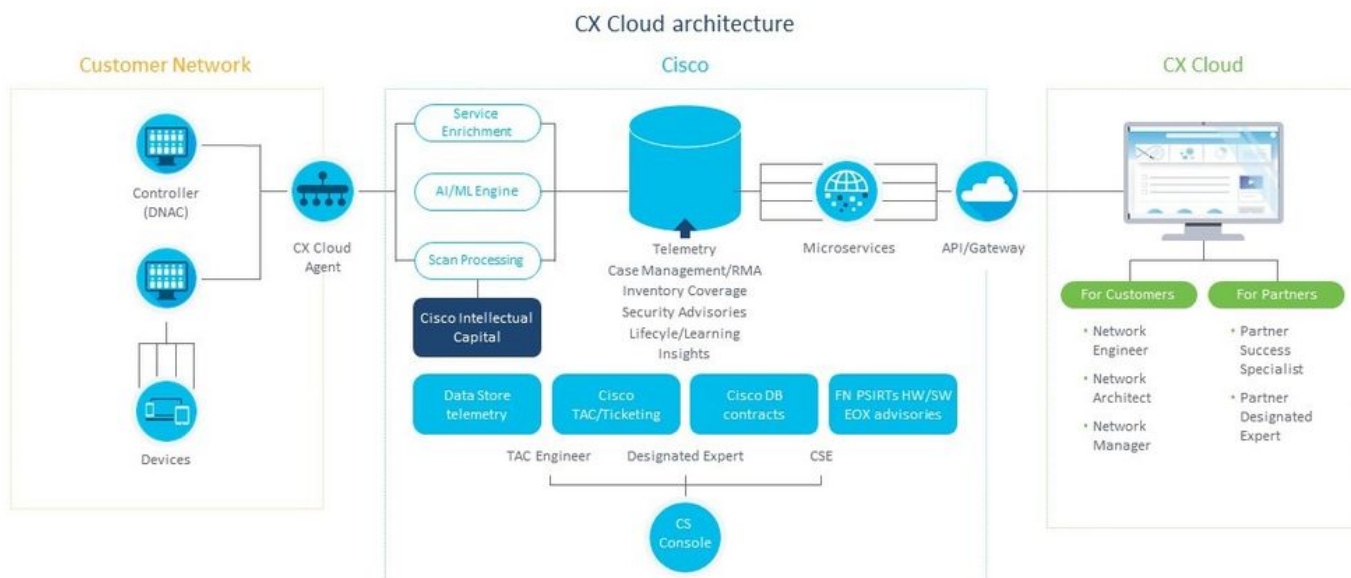 CX Cloud architecture
Customer Network
Controller
(DNAC)
Devices
CX Cloud
Agent
Cisco
Service
Enrichment
AI/ML Engine
Scan Processing
Cisco Intellectual
Capital
Telemetry
Case Management/RMA
Inventory Coverage
Security Advisories
Lifecyle/Learning
Insights
Microservices
API/Gateway
Data Store
telemetry
Cisco
TAC/Ticketing
Cisco DB
contracts
FN PSIRTs HW/SW
EOX advisories
TAC Engineer
Designated Expert
CSE
CS
Console
CX Cloud
For Customers
• Network
Engineer
• Network
Architect
• Network
Manager
For Partners
• Partner
Success
Specialist
• Partner
Designated
Expert